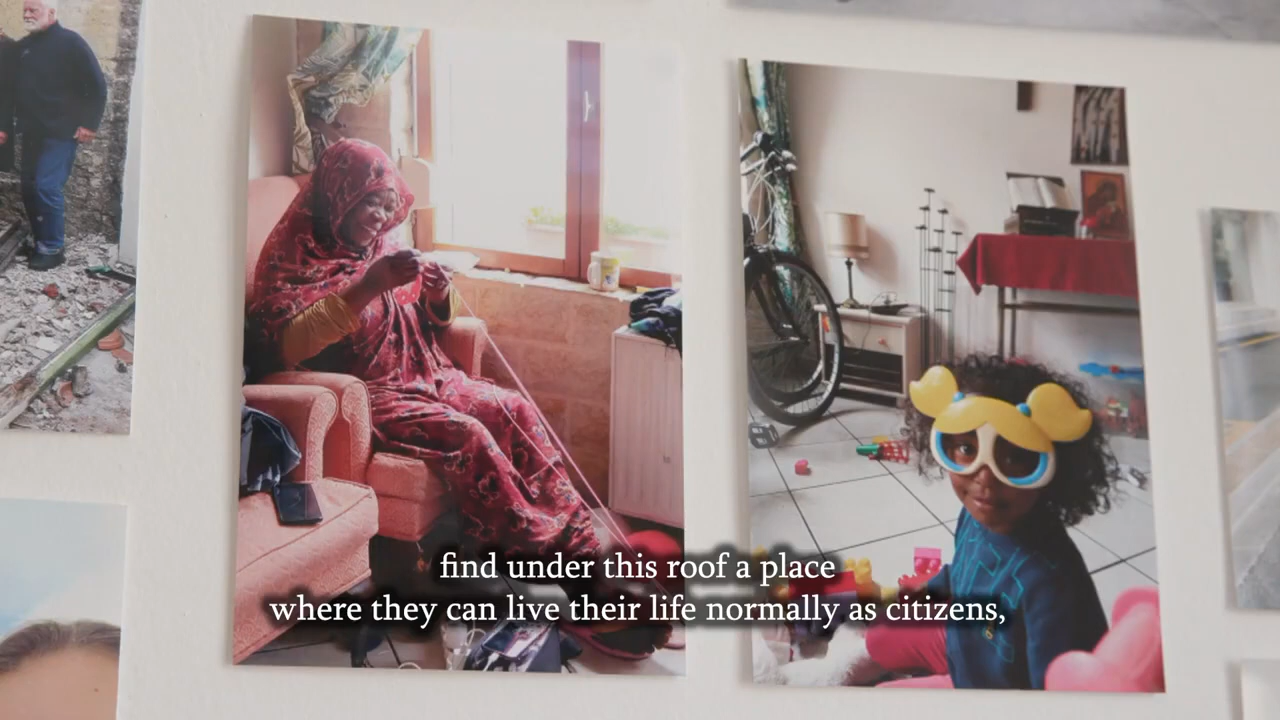 find under this roof a place
where they can live their life normally as citizens,